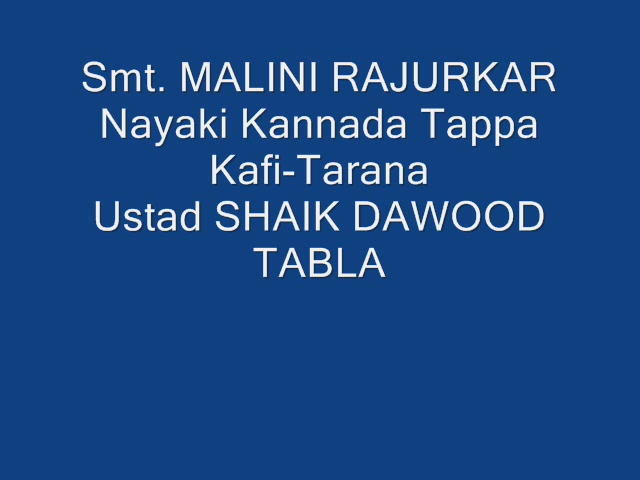 Smt. MALINI RAJURKAR
Nayaki Kannada Tappa
Kafi-Tarana
Ustad SHAIK DAWOOD
TABLA